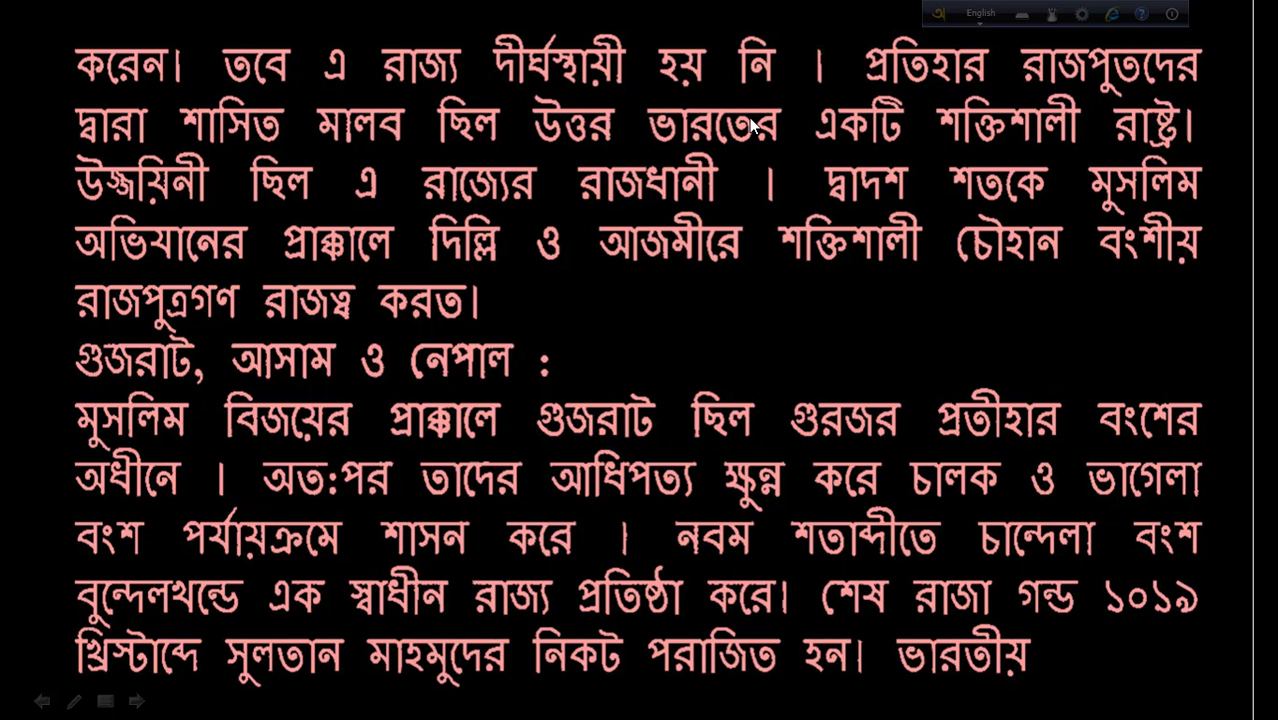 English
করেন। তবে এ রাজ্য দীর্ঘস্থায়ী হয় নি । প্রতিহার রাজপুতদের
দ্বারা শাসিত মালব ছিল উত্তর ভারতের একটি শক্তিশালী রাষ্ট্র।
উজ্জয়িনী ছিল এ রাজ্যের রাজধানী । দ্বাদশ শতকে মুসলিম
অভিযানের প্রাক্কালে দিল্লি ও আজমীরে শক্তিশালী চৌহান বংশীয়
রাজপুত্রগণ রাজত্ব করত।
গুজরাট, আসাম ও নেপাল :
মুসলিম বিজয়ের প্রাক্কালে গুজরাট ছিল গুরজর প্রতীহার বংশের
অধীনে । অত:পর তাদের আধিপত্য ক্ষুন্ন করে চালক ও ভাগেলা
বংশ পর্যায়ক্রমে শাসন করে । নবম শতাব্দীতে চান্দেলা বংশ
বুন্দেলখন্ডে এক স্বাধীন রাজ্য প্রতিষ্ঠা করে। শেষ রাজা গন্ড ১০১৯
খ্রিস্টাব্দে সুলতান মাহমুদের নিকট পরাজিত হন। ভারতীয়